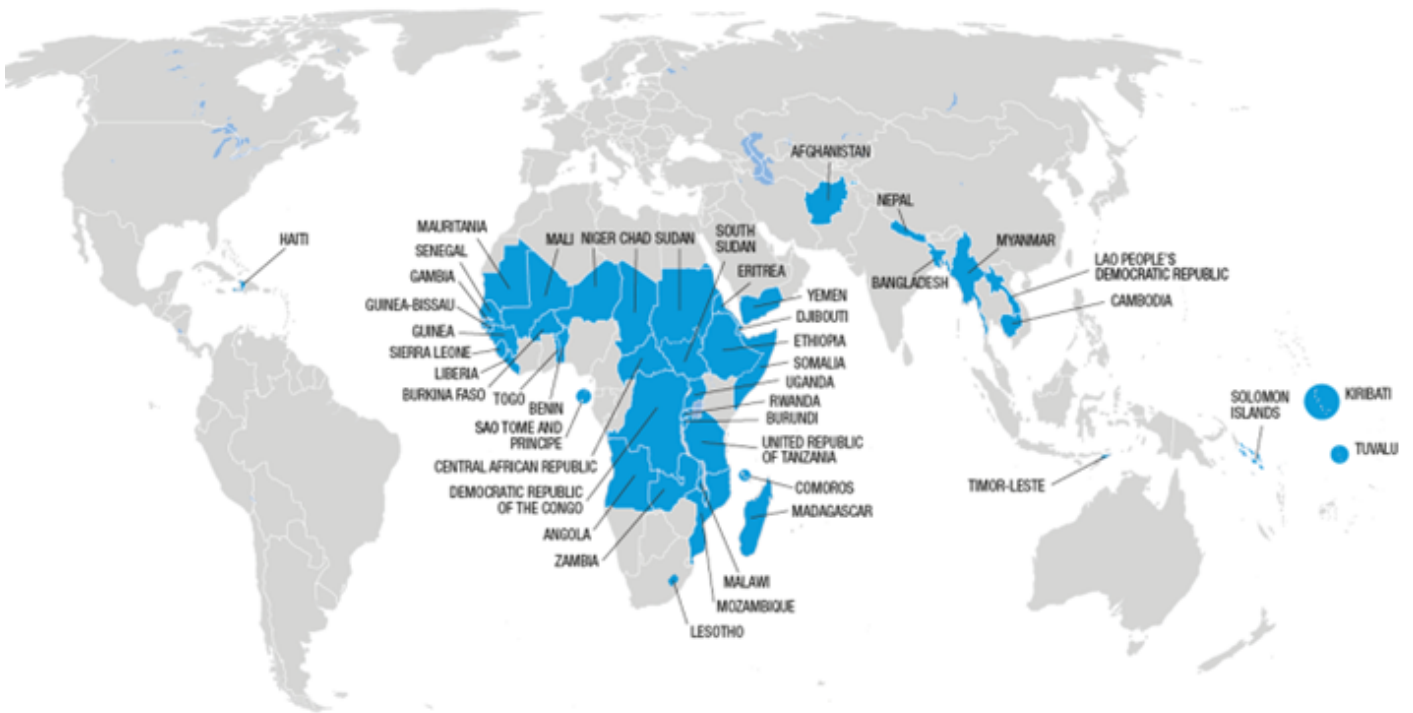 HAITI
MAURITANIA
SENEGAL
GAMBIA
GUINEA-BISSAU
GUINEA
SIERRA LEONE
LIBERIA
BURKINA FASO
TOGO
BENIN
SAO TOME AND
PRINCIPE
CENTRAL AFRICAN REPUBLIC
DEMOCRATIC REPUBLIC
OF THE CONGO
ANGOLA
ZAMBIA
LESOTHO
MALI
NIGER
CHAD
SUDAN
SOUTH
SUDAN
ERITREA
YEMEN
DJIBOUTI
ETHIOPIA
SOMALIA
UGANDA
RWANDA
BURUNDI
UNITED REPUBLIC
OF TANZANIA
COMOROS
MADAGASCAR
MALAWI
MOZAMBIQUE
AFGHANISTAN
NEPAL
BANGLADESH
MYANMAR
LAO PEOPLE'S
DEMOCRATIC REPUBLIC
CAMBODIA
TIMOR-LESTE
SOLOMON
ISLANDS
KIRIBATI
TUVALU